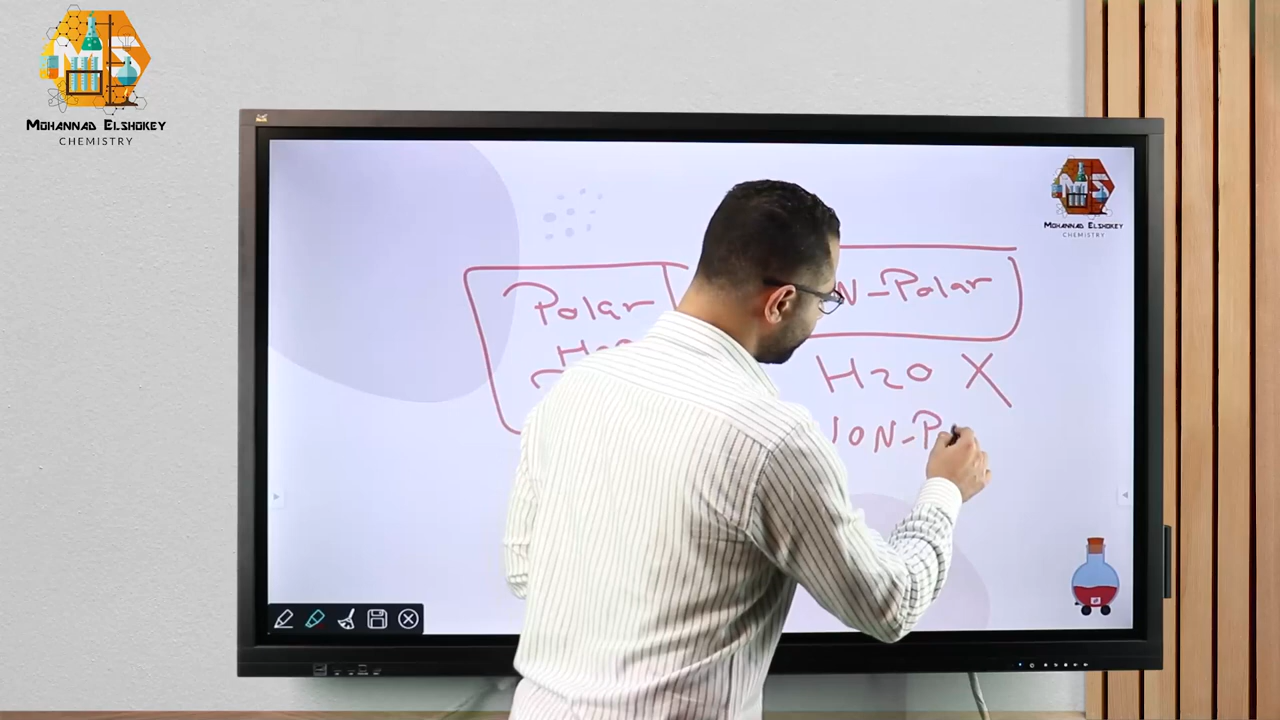 MOHANNAD ELSHOKEY
CHEMISTRY
MOHANNAD ELSHOKEY
CHEMISTRY
Polar
N-Polar
H2O X